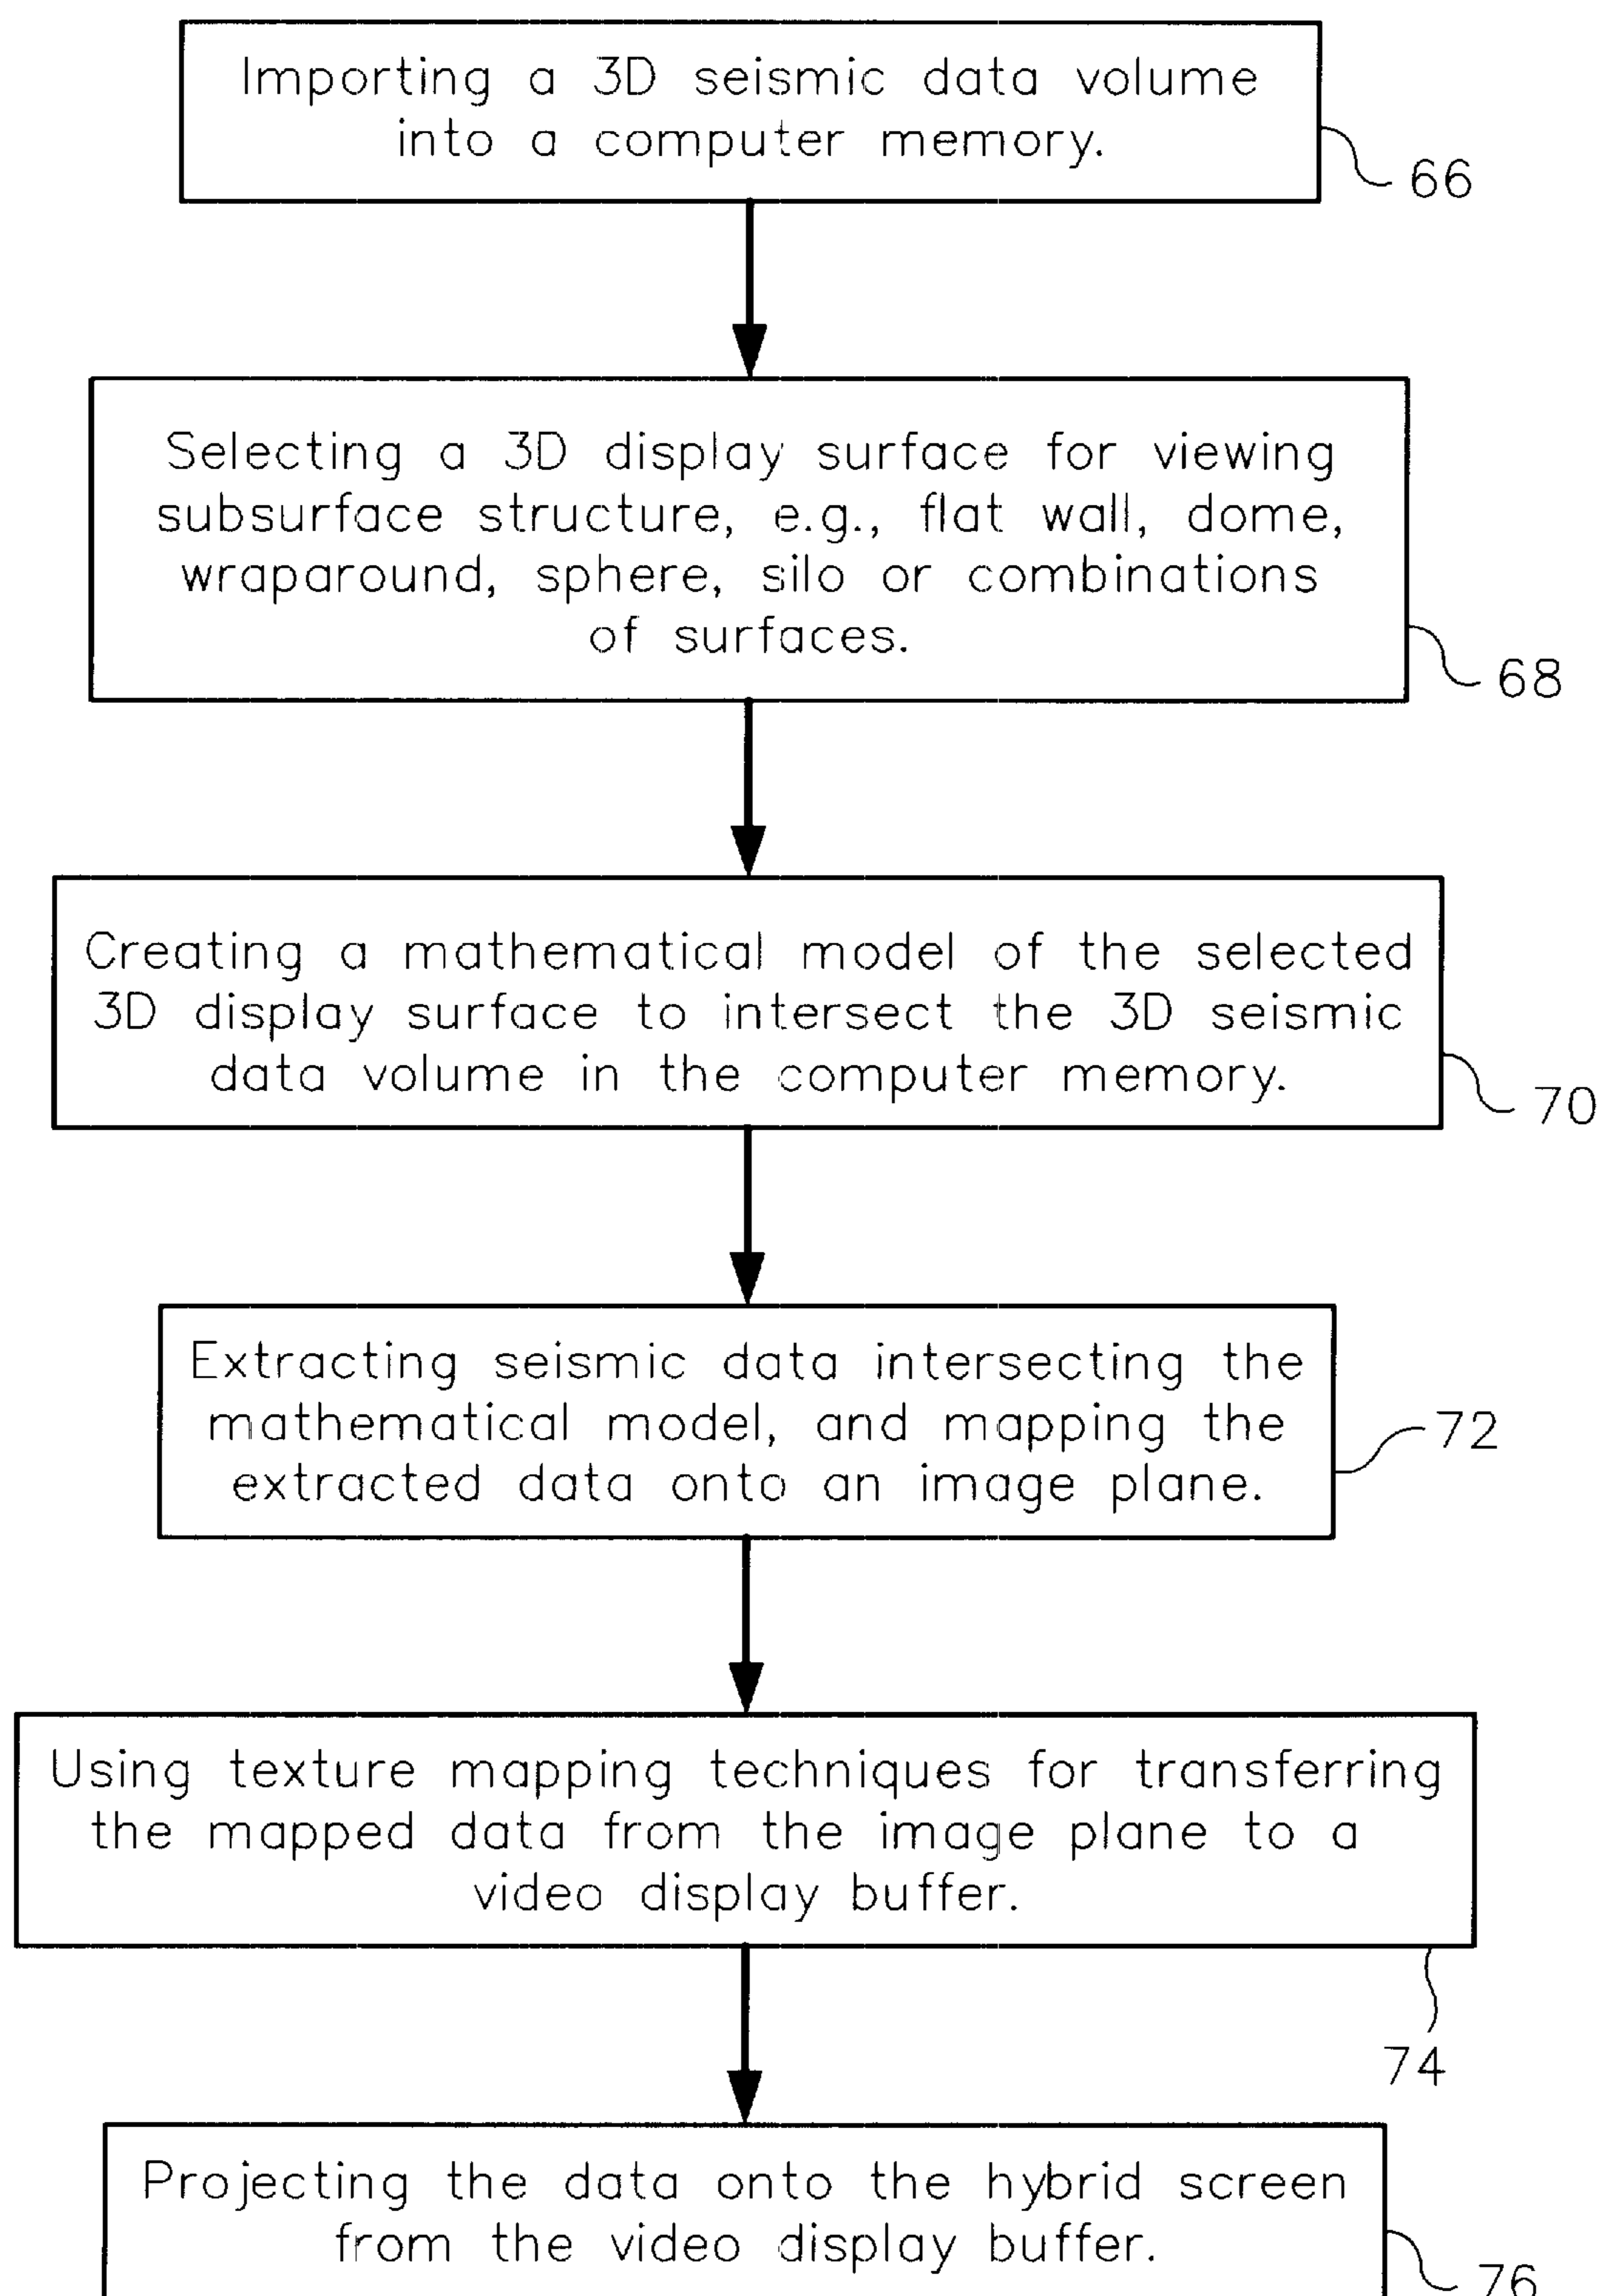 Importing a 3D seismic data volume
into a computer memory.
66
Selecting a 3D display surface for viewing
subsurface structure, e.g., flat wall, dome,
wraparound, sphere, silo or combinations
of surfaces.
68
Creating a mathematical model of the selected
3D display surface to intersect the 3D seismic
data volume in the computer memory.
70
Extracting seismic data intersecting the
mathematical model, and mapping the
extracted data onto an image plane.
72
Using texture mapping techniques for transferring
the mapped data from the image plane to a
video display buffer.
74
Projecting the data onto the hybrid screen
from the video display buffer.
76